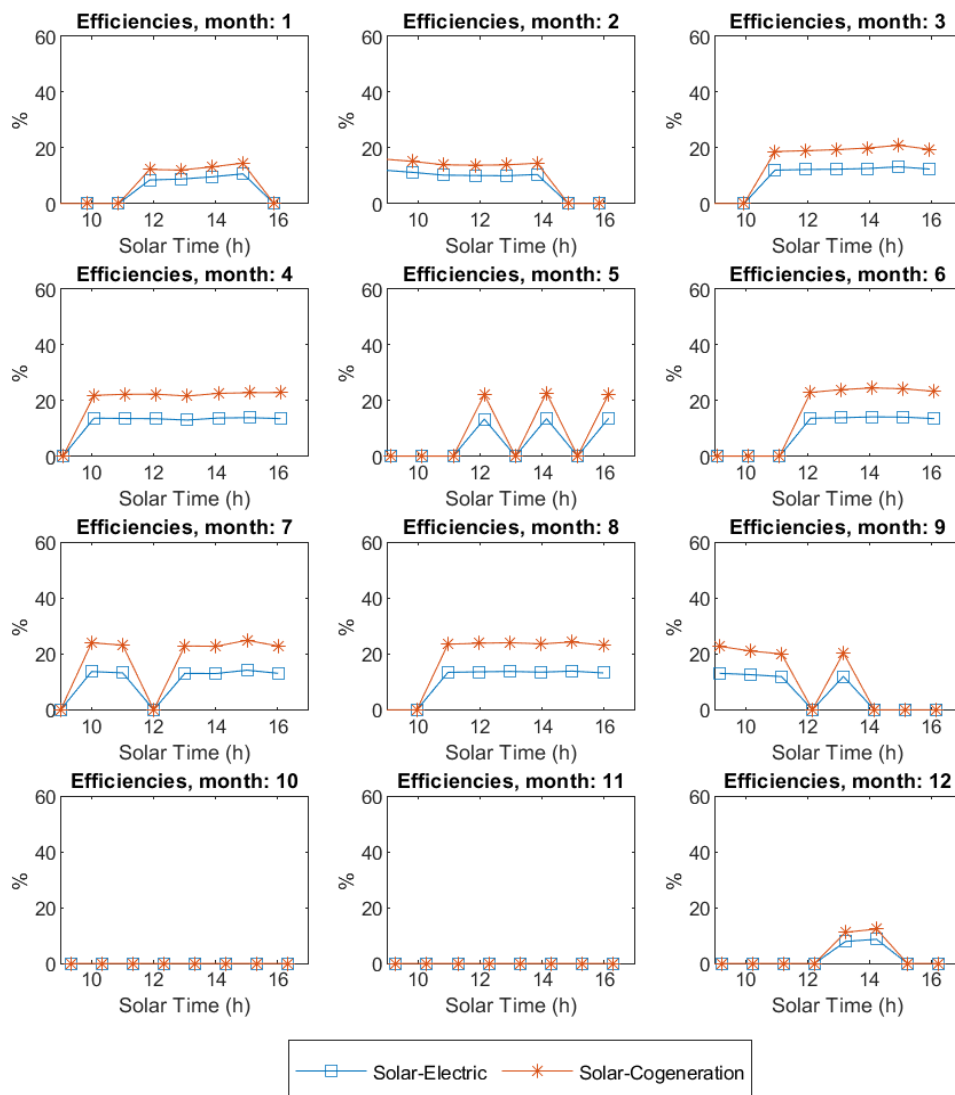 Efficiencies, month: 1
60
40
20
0
%
10 12 14 16
Solar Time (h)
Efficiencies, month: 2
60
40
20
0
%
10 12 14 16
Solar Time (h)
Efficiencies, month: 3
60
40
20
0
%
10 12 14 16
Solar Time (h)
Efficiencies, month: 4
60
40
20
0
%
10 12 14 16
Solar Time (h)
Efficiencies, month: 5
60
40
20
0
%
10 12 14 16
Solar Time (h)
Efficiencies, month: 6
60
40
20
0
%
10 12 14 16
Solar Time (h)
Efficiencies, month: 7
60
40
20
0
%
10 12 14 16
Solar Time (h)
Efficiencies, month: 8
60
40
20
0
%
10 12 14 16
Solar Time (h)
Efficiencies, month: 9
60
40
20
0
%
10 12 14 16
Solar Time (h)
Efficiencies, month: 10
60
40
20
0
%
10 12 14 16
Solar Time (h)
Efficiencies, month: 11
60
40
20
0
%
10 12 14 16
Solar Time (h)
Efficiencies, month: 12
60
40
20
0
%
10 12 14 16
Solar Time (h)
Solar-Electric Solar-Cogeneration